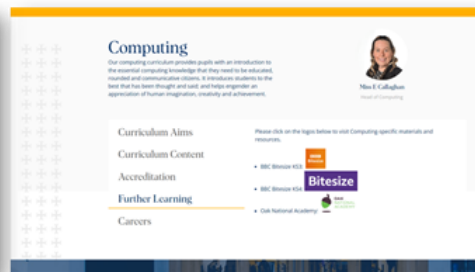 Computing
Our computing curriculum provides pupils with an introduction to
the essential computing knowledge that they need to be educated,
rounded and communicative citizens. It introduces students to the
best that has been thought and said; and helps engender an
appreciation of human imagination, creativity and achievement.
Miss E Callaghan
Head of Computing
Curriculum Aims
Curriculum Content
Accreditation
Further Learning
Careers
Please click on the logos below to visit Computing specific materials and
resources.
BBC Bitesize KS3:
BBC Bitesize KS4:
Bitesize
Oak National Academy: